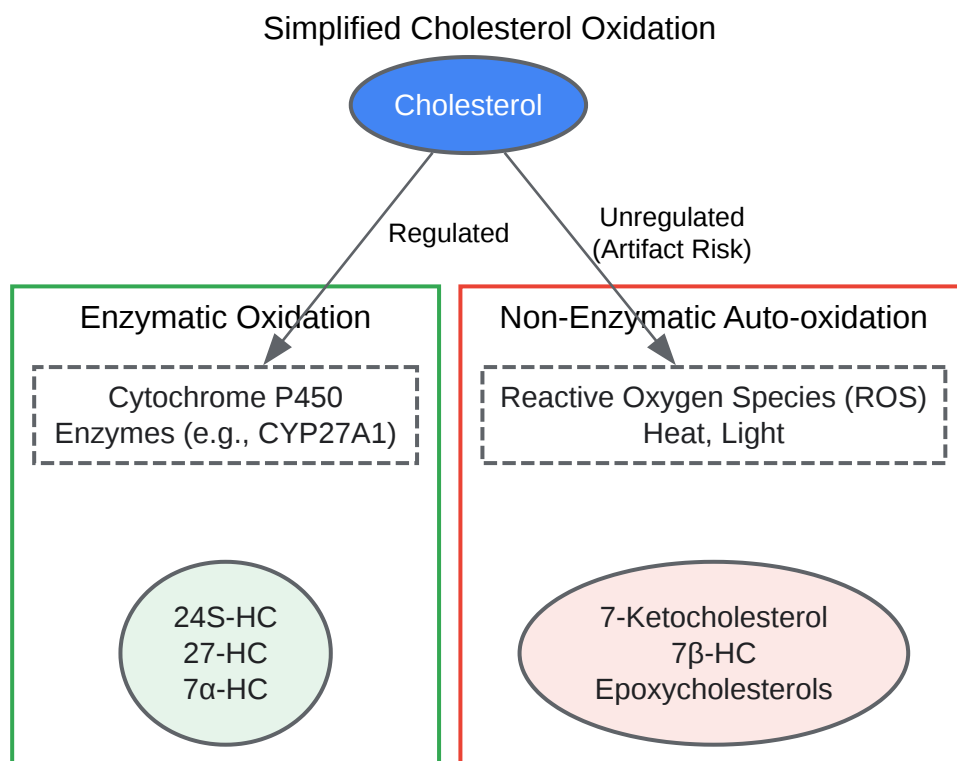 Simplified Cholesterol Oxidation
Cholesterol
Regulated
Unregulated
(Artifact Risk)
Enzymatic Oxidation
Cytochrome P450
Enzymes (e.g., CYP27A1)
24S-HC
27-HC
7α-HC
Non-Enzymatic Auto-oxidation
Reactive Oxygen Species (ROS)
Heat, Light
7-Ketocholesterol
7β-HC
Epoxycholesterols